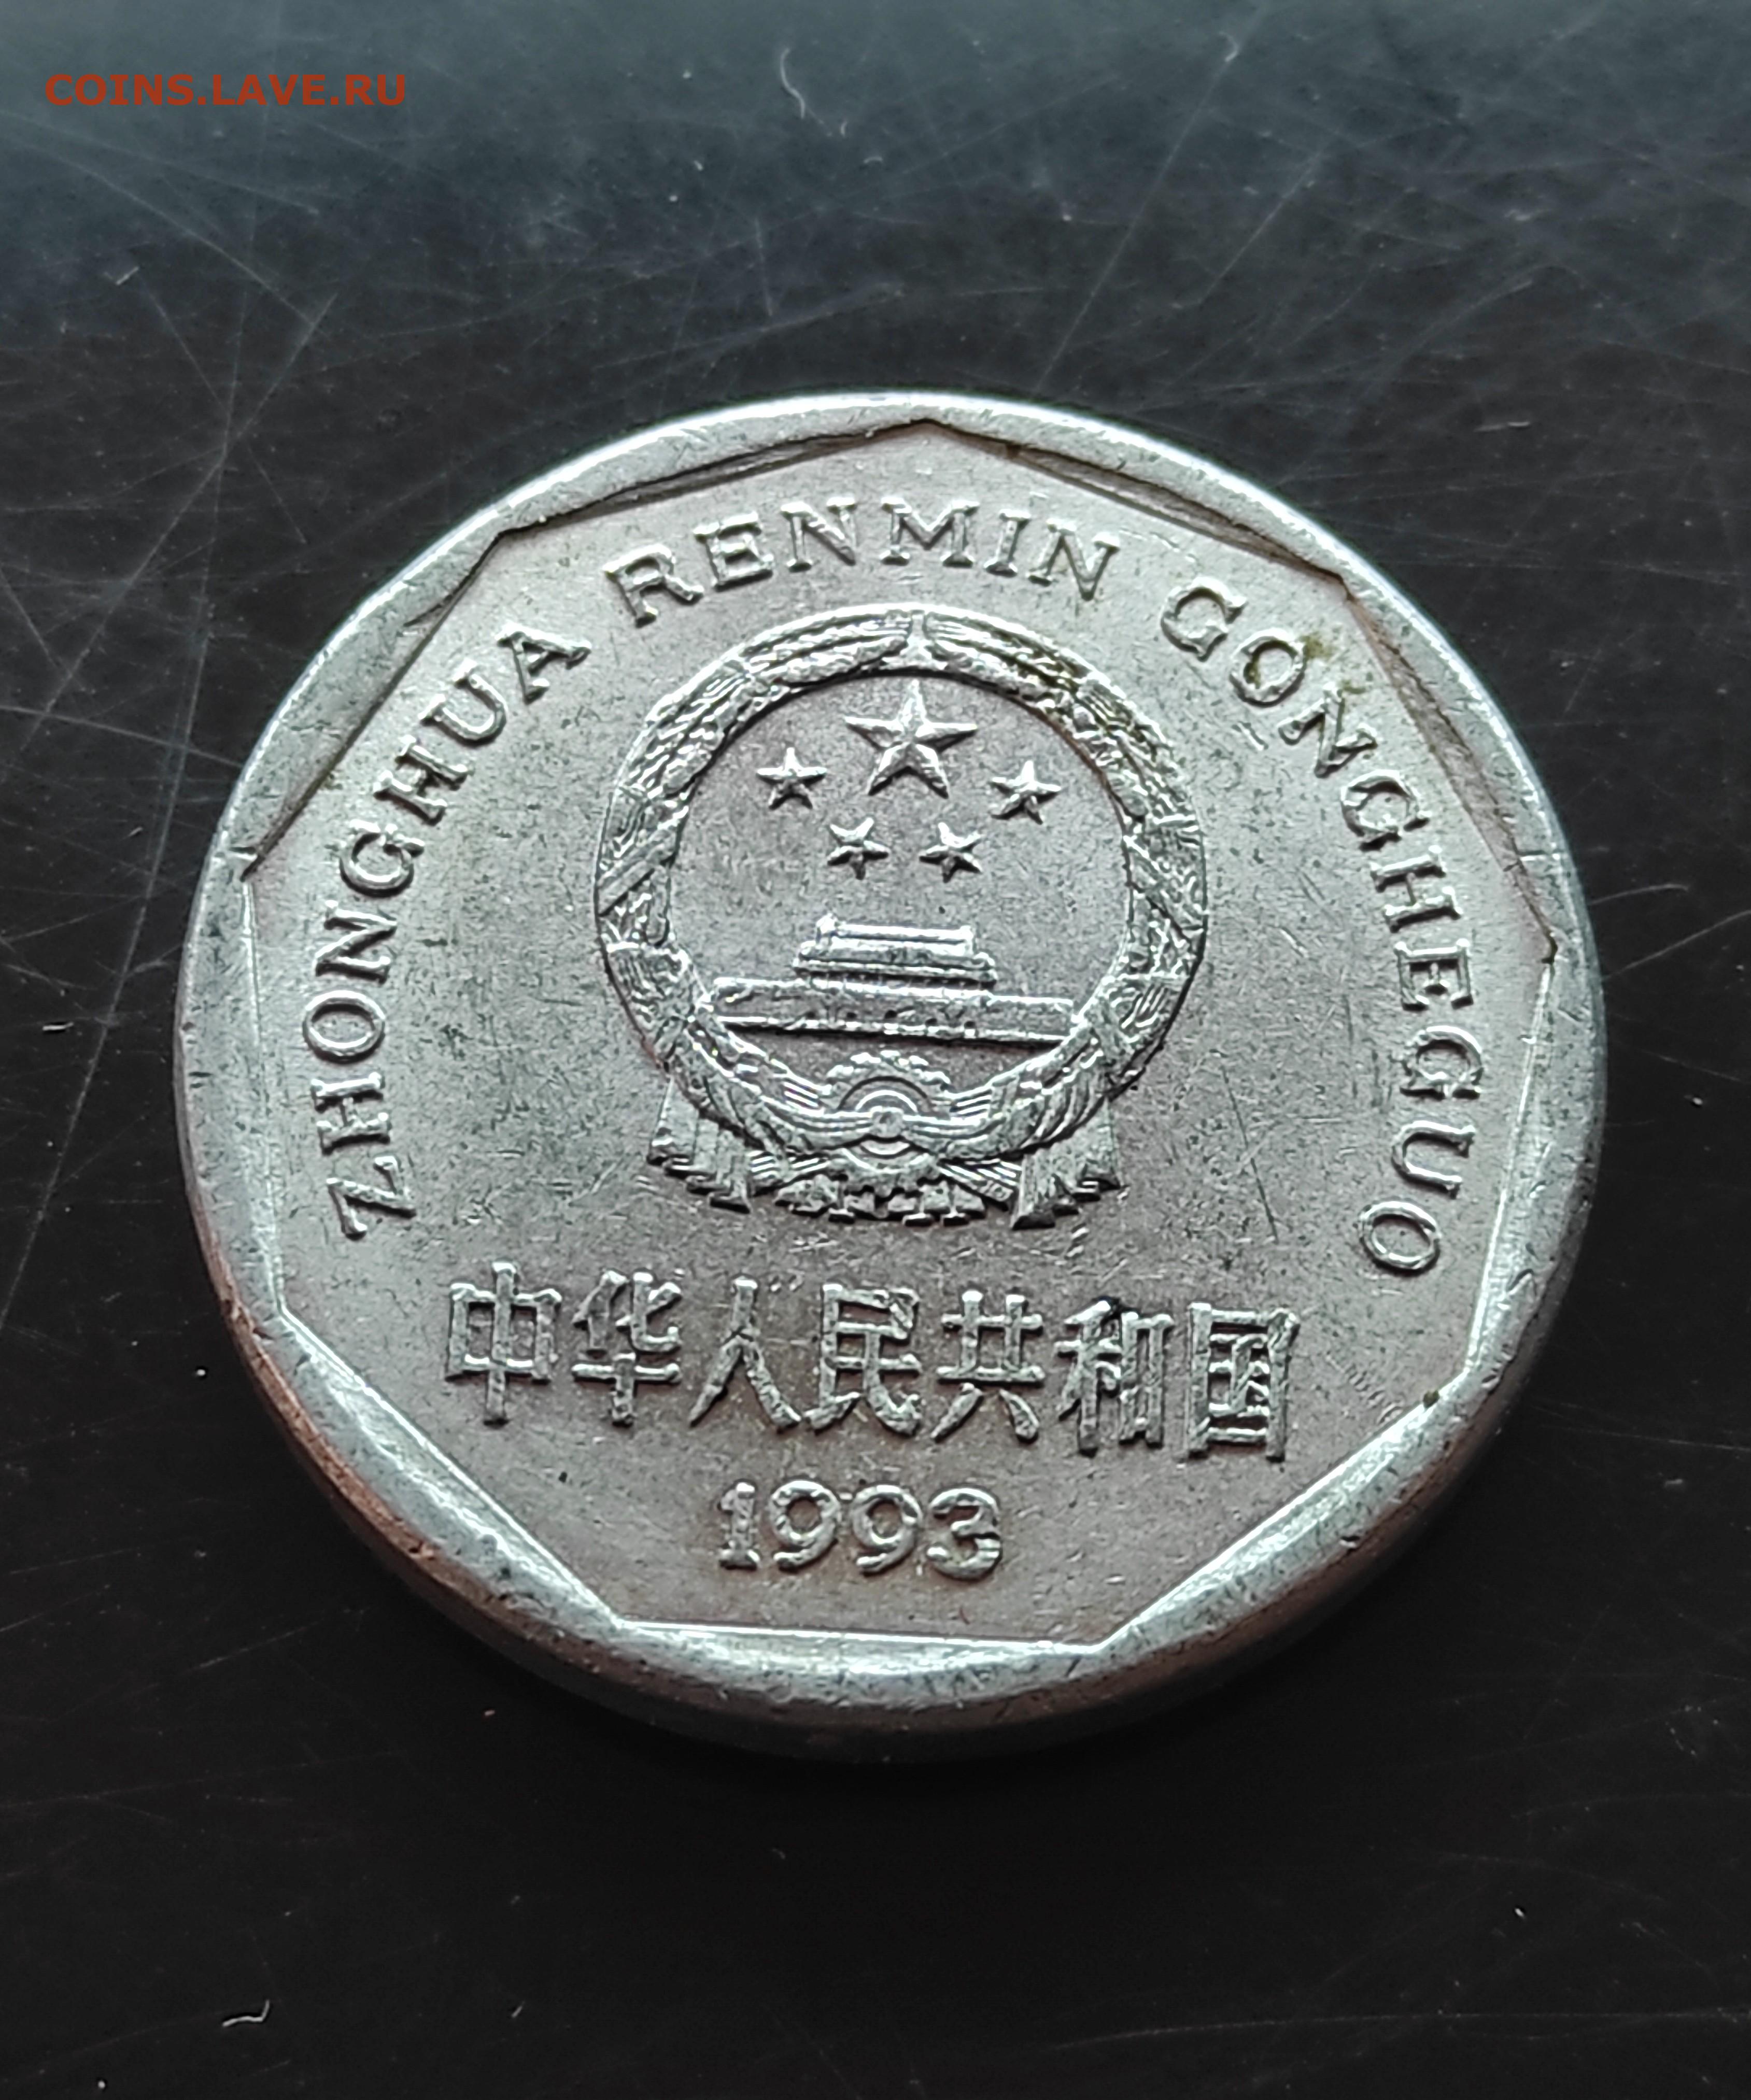 COINS.LAVE.RU
ZHONGHUA RENMIN GONGHEGUO
中华人民共和国
1993